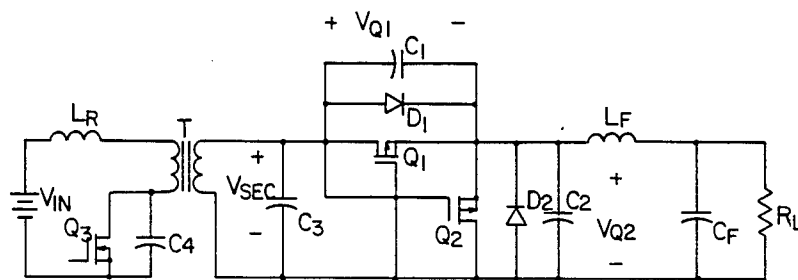 + VQ1 −
C1
D1
LR
T
LF
Q1
+
VSEC
−
C3
VIN
Q3
C4
Q2
D2
C2
+
VQ2
−
CF
RL